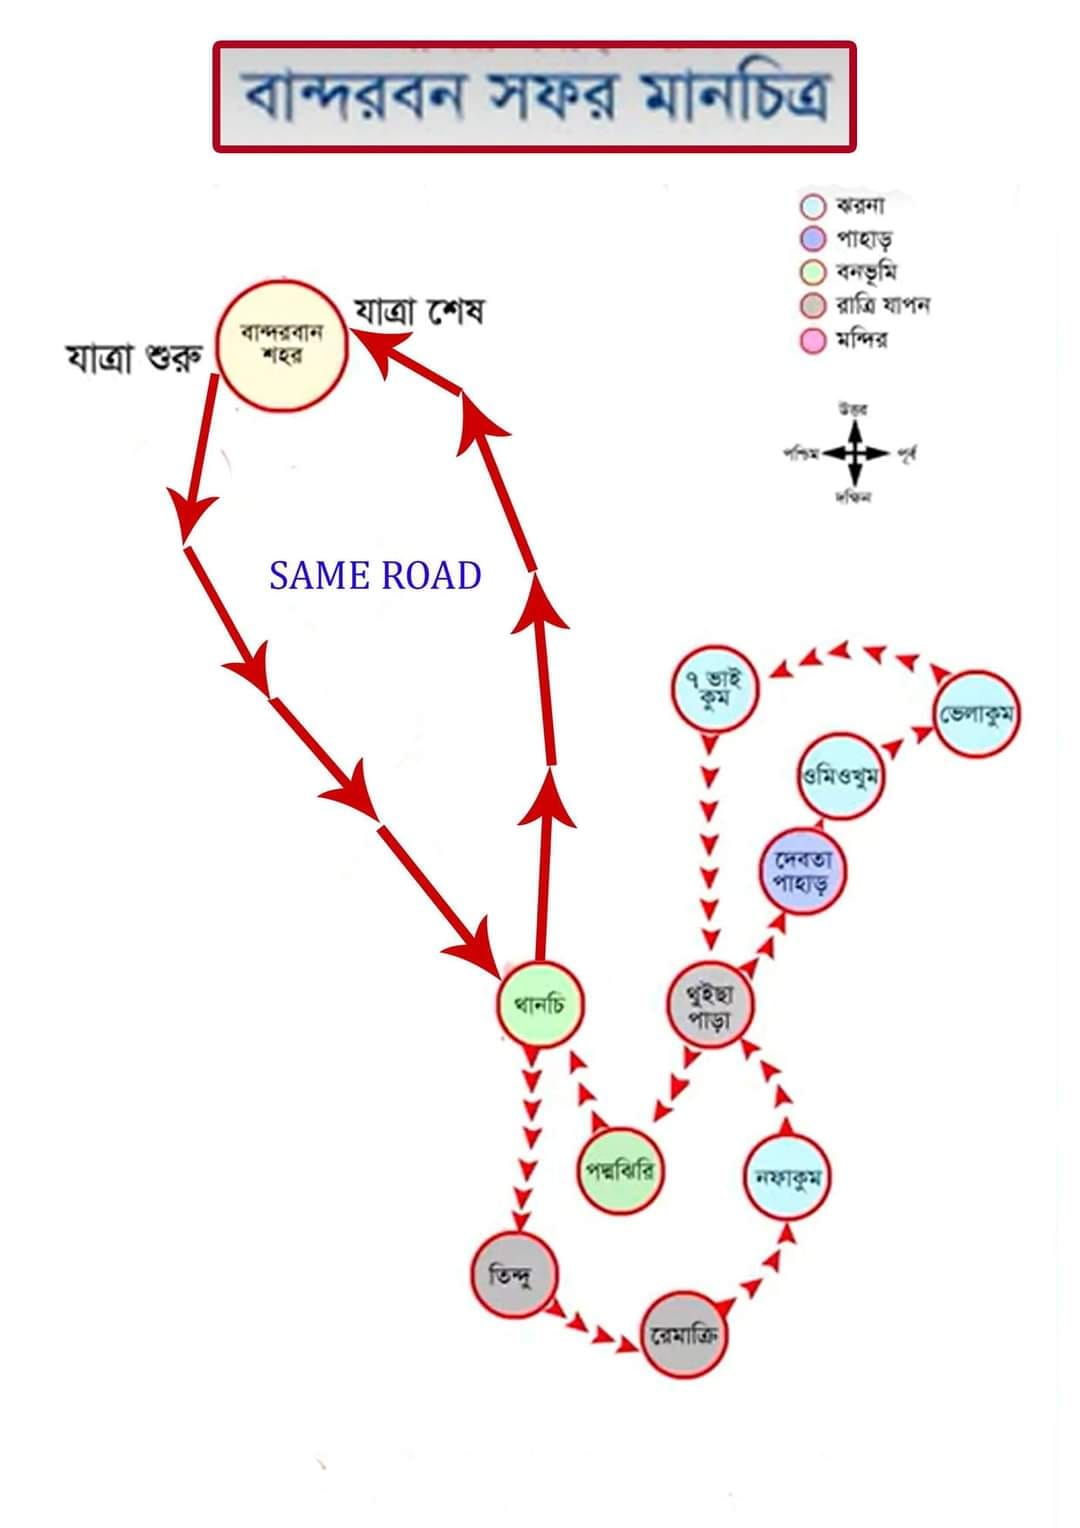 বান্দরবন সফর মানচিত্র
ঝরনা
পাহাড়
বনভূমি
রাত্রি যাপন
মন্দির
উত্তর
পশ্চিম
পূর্ব
দক্ষিন
বান্দরবান
শহর
যাত্রা শেষ
যাত্রা শুরু
SAME ROAD
৭ ভাই
কুম
ভেলাকুম
ওমিওখুম
দেবতা
পাহাড়
থানচি
থুইছা
পাড়া
পদ্মঝিরি
নফাকুম
তিন্দু
রেমাক্রি